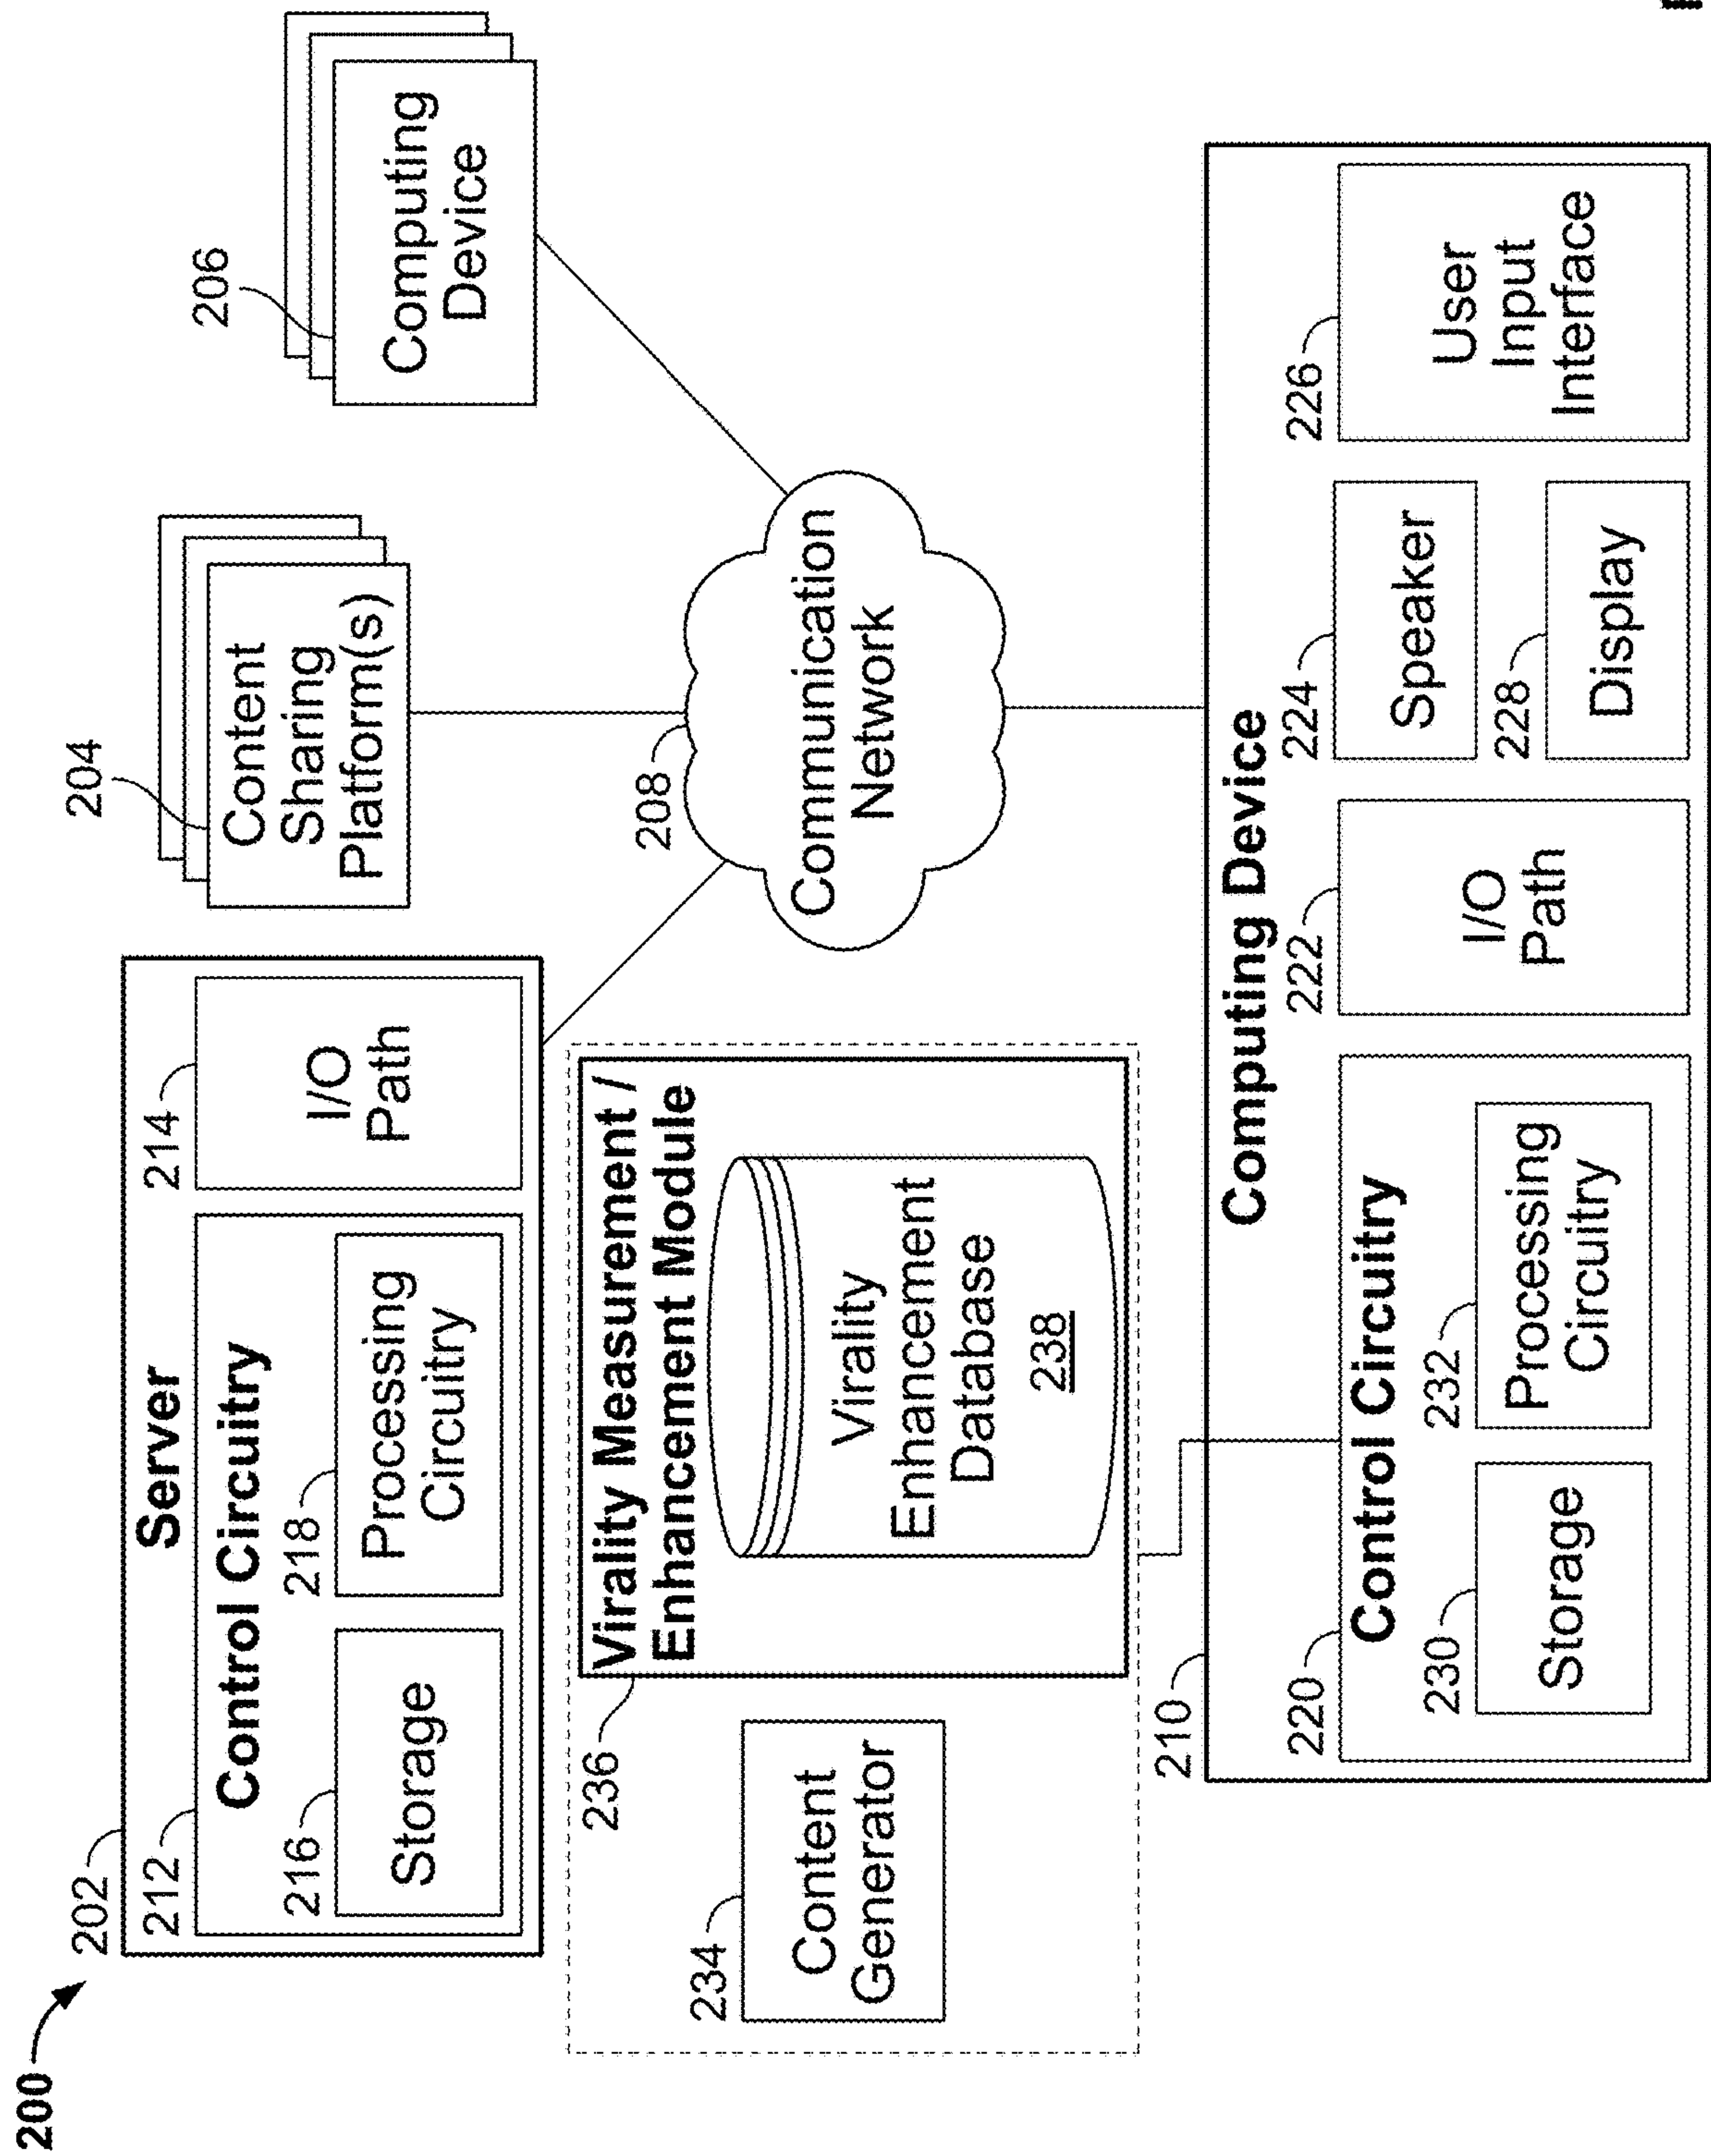 200
202
Server
212
Control Circuitry
216
Storage
218
Processing
Circuitry
214
I/O
Path
204
Content
Sharing
Platform(s)
206
Computing
Device
208
Communication
Network
234
Content
Generator
236
Virality Measurement /
Enhancement Module
Virality
Enhancement
Database
238
210
Computing Device
220
Control Circuitry
230
Storage
232
Processing
Circuitry
222
I/O
Path
224
Speaker
228
Display
226
User
Input
Interface